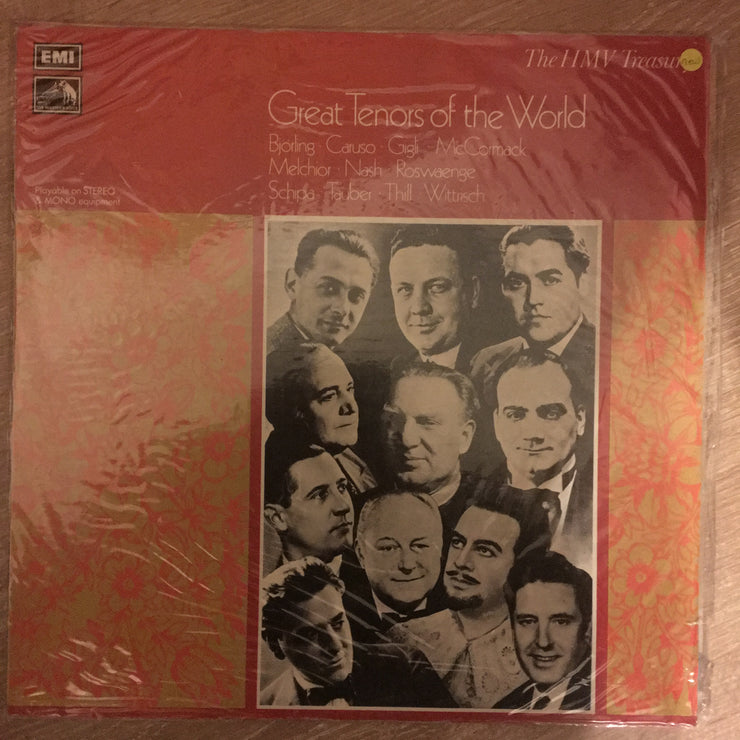 EMI
The HMV Treasury
Great Tenors of the World
Björling · Caruso · Gigli · McCormack
Melchior · Nash · Roswaenge
Schipa · Tauber · Thill · Wittrisch
Playable on STEREO
& MONO equipment